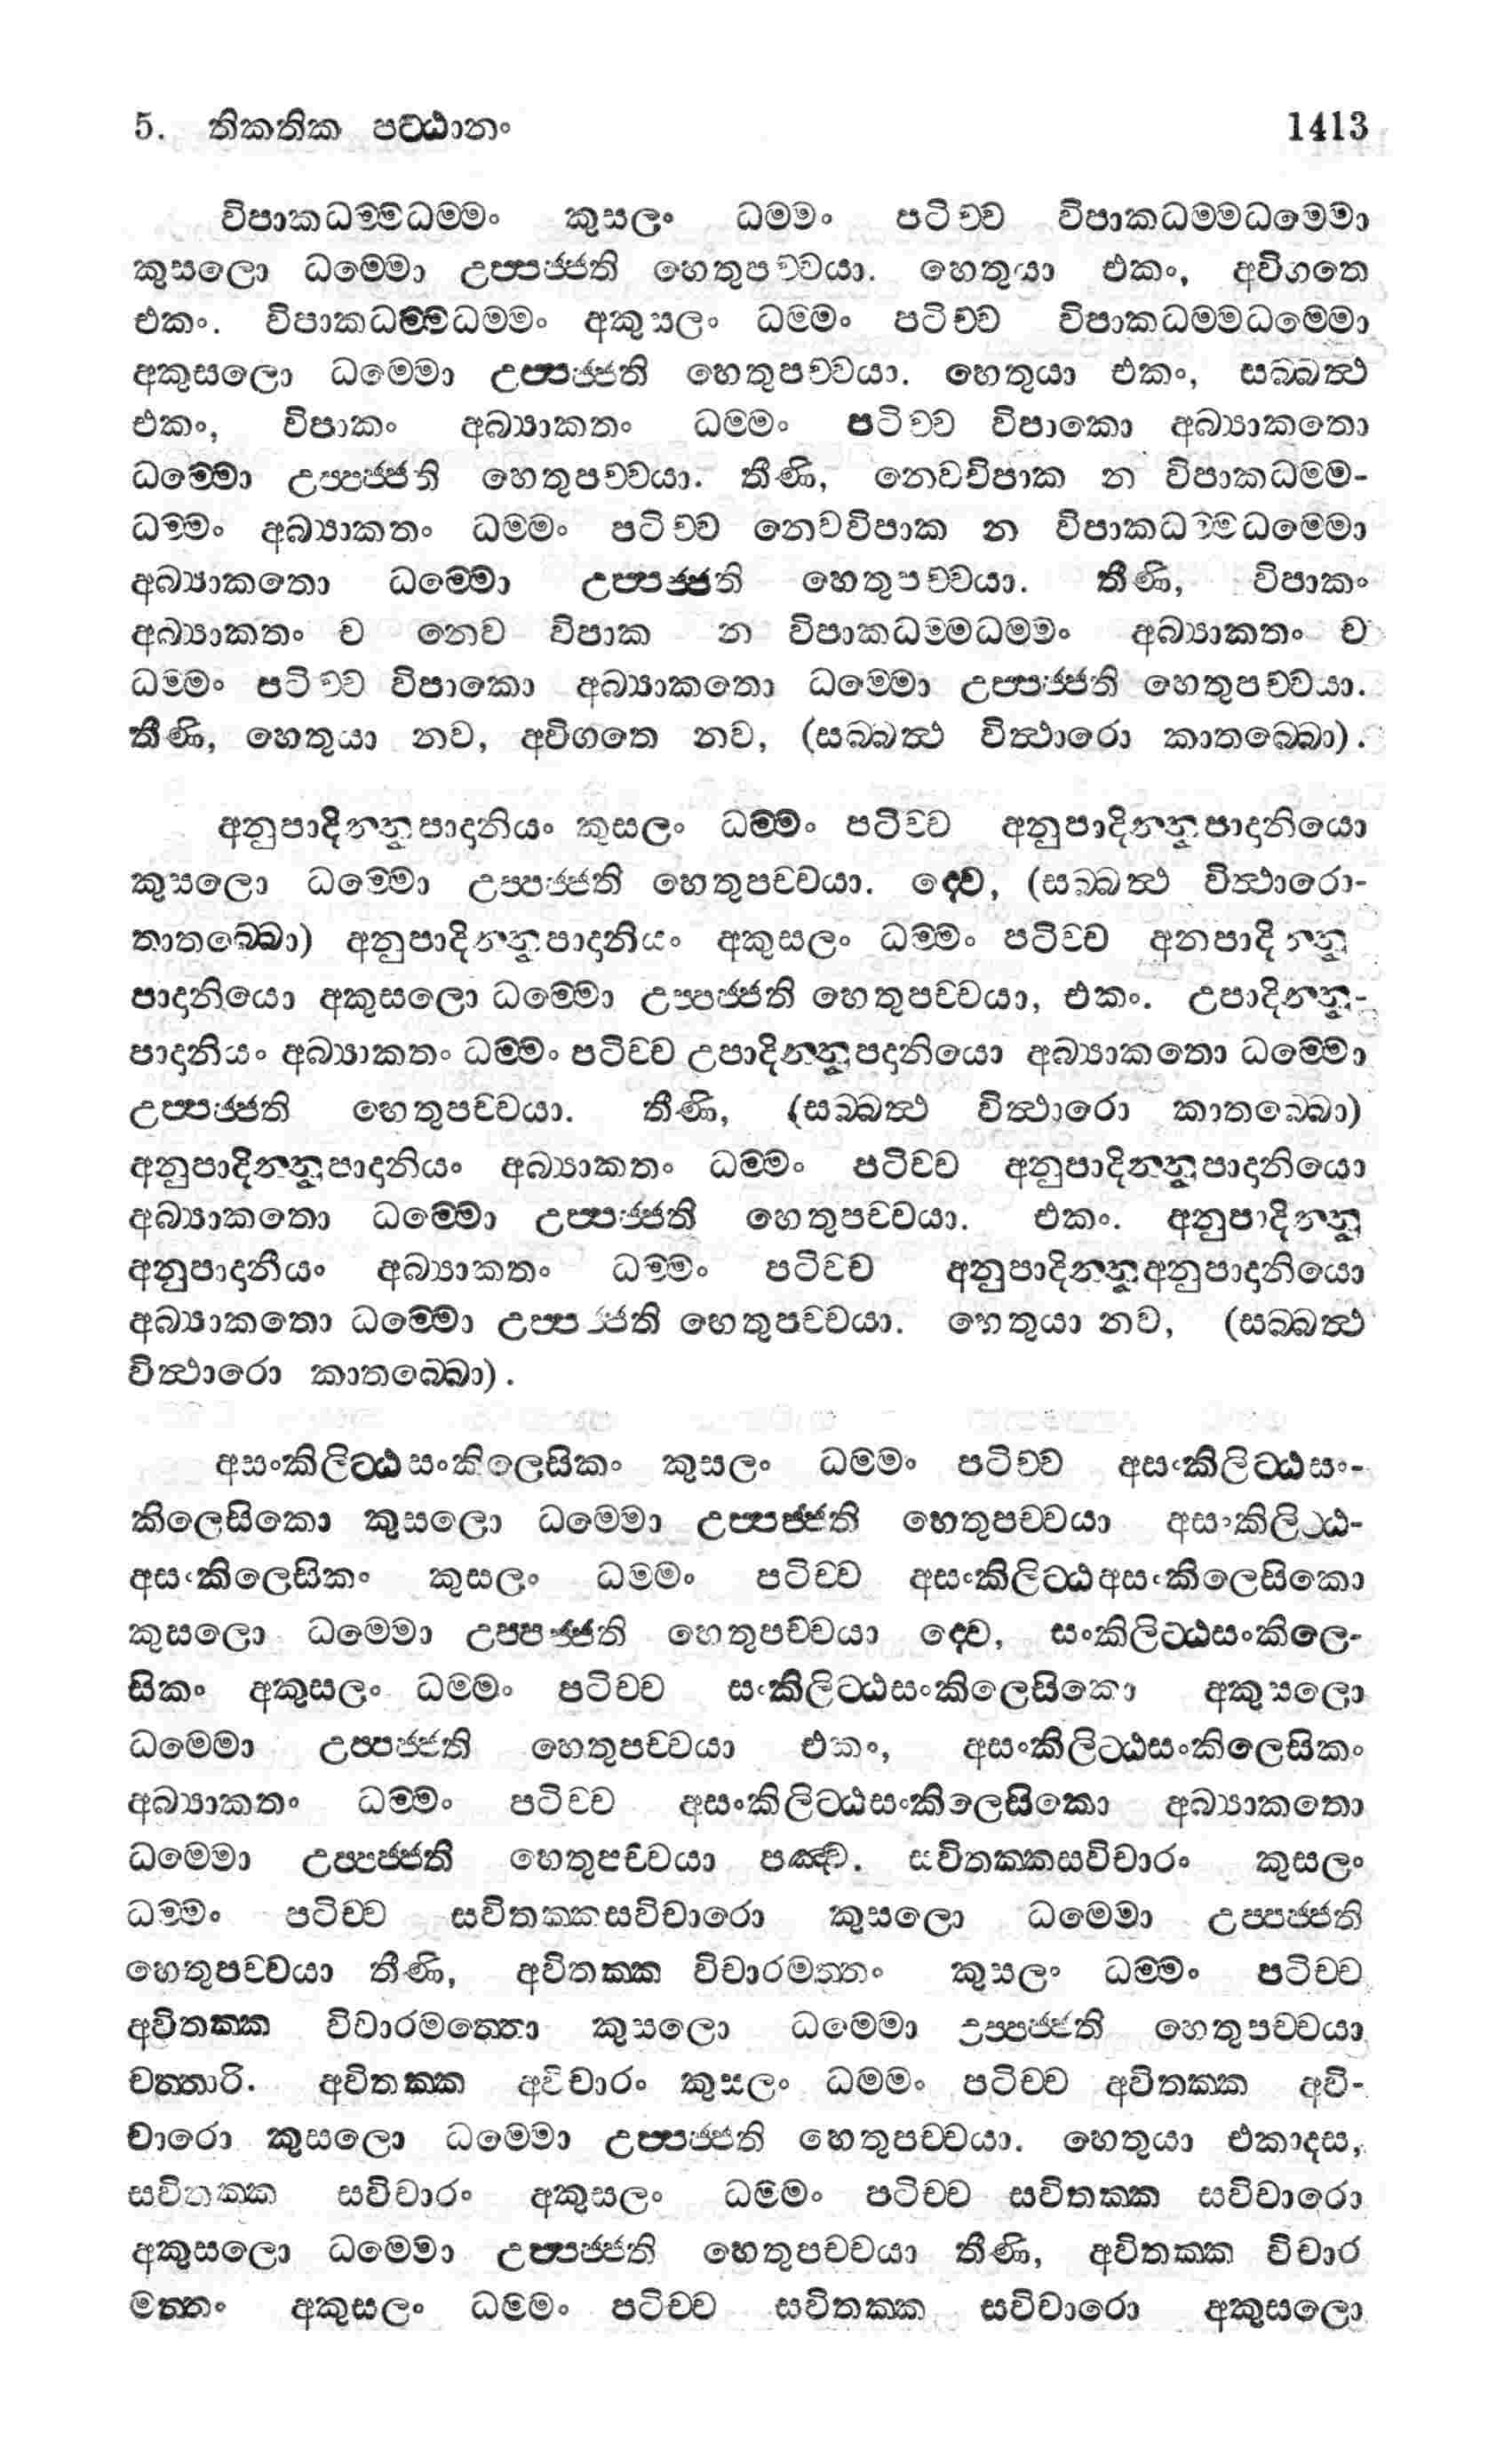 5. තිකතික පට්ඨානං 1413
විපාකධම්මධම්මං කුසලං ධම්මං පටිච්ච විපාකධම්මධම්මො
කුසලො ධම්මො උප්පජ්ජති හෙතුපච්චයා. හෙතුයා එකං, අවිගතෙ
එකං. විපාකධම්මධම්මං අකුසලං ධම්මං පටිච්ච විපාකධම්මධම්මො
අකුසලො ධම්මො උප්පජ්ජති හෙතුපච්චයා. හෙතුයා එකං, සබ්බත්ථ
එකං, විපාකං අබ්‍යාකතං ධම්මං පටිච්ච විපාකො අබ්‍යාකතො
ධම්මො උප්පජ්ජති හෙතුපච්චයා. තීණි, නෙවවිපාක න විපාකධම්ම-
ධම්මං අබ්‍යාකතං ධම්මං පටිච්ච නෙවවිපාක න විපාකධම්මධම්මො
අබ්‍යාකතො ධම්මො උප්පජ්ජති හෙතුපච්චයා. තීණි, විපාකං
අබ්‍යාකතං ච නෙව විපාක න විපාකධම්මධම්මං අබ්‍යාකතං ච
ධම්මං පටිච්ච විපාකො අබ්‍යාකතො ධම්මො උප්පජ්ජති හෙතුපච්චයා.
තීණි, හෙතුයා නව, අවිගතෙ නව, (සබ්බත්ථ විත්ථාරො කාතබ්බො).
අනුපාදින්නුපාදානියං කුසලං ධම්මං පටිච්ච අනුපාදින්නුපාදානියො
කුසලො ධම්මො උප්පජ්ජති හෙතුපච්චයා. ද්වෙ, (සබ්බත්ථ විත්ථාරො-
තාතබ්බො) අනුපාදින්නුපාදානියං අකුසලං ධම්මං පටිච්ච අනපාදින්නු
පාදානියො අකුසලො ධම්මො උප්පජ්ජති හෙතුපච්චයා, එකං. උපාදින්නු-
පාදානියං අබ්‍යාකතං ධම්මං පටිච්ච උපාදින්නුපදානියො අබ්‍යාකතො ධම්මො
උප්පජ්ජති හෙතුපච්චයා. තීණි, (සබ්බත්ථ විත්ථාරො කාතබ්බො)
අනුපාදින්නුපාදානියං අබ්‍යාකතං ධම්මං පටිච්ච අනුපාදින්නුපාදානියො
අබ්‍යාකතො ධම්මො උප්පජ්ජති හෙතුපච්චයා. එකං. අනුපාදින්නු
අනුපාදානීයං අබ්‍යාකතං ධම්මං පටිච්ච අනුපාදින්නුඅනුපාදානියො
අබ්‍යාකතො ධම්මො උප්පජ්ජති හෙතුපච්චයා. හෙතුයා නව, (සබ්බත්ථ
විත්ථාරො කාතබ්බො).
අසංකිලිට්ඨසංකිලෙසිකං කුසලං ධම්මං පටිච්ච අසංකිලිට්ඨසං-
කිලෙසිකො කුසලො ධම්මො උප්පජ්ජති හෙතුපච්චයා අසංකිලිට්ඨ-
අසංකිලෙසිකං කුසලං ධම්මං පටිච්ච අසංකිලිට්ඨඅසංකිලෙසිකො
කුසලො ධම්මො උප්පජ්ජති හෙතුපච්චයා ද්වෙ, සංකිලිට්ඨසංකිලෙ-
සිකං අකුසලං ධම්මං පටිච්ච සංකිලිට්ඨසංකිලෙසිකො අකුසලො
ධම්මො උප්පජ්ජති හෙතුපච්චයා එකං, අසංකිලිට්ඨසංකිලෙසිකං
අබ්‍යාකතං ධම්මං පටිච්ච අසංකිලිට්ඨසංකිලෙසිකො අබ්‍යාකතො
ධම්මො උප්පජ්ජති හෙතුපච්චයා පඤ්ච. සවිතක්කසවිචාරං කුසලං
ධම්මං පටිච්ච සවිතක්කසවිචාරො කුසලො ධම්මො උප්පජ්ජති
හෙතුපච්චයා තීණි, අවිතක්ක විචාරමත්තං කුසලං ධම්මං පටිච්ච
අවිතක්ක විචාරමත්තො කුසලො ධම්මො උප්පජ්ජති හෙතුපච්චයා
චත්තාරි. අවිතක්ක අවිචාරං කුසලං ධම්මං පටිච්ච අවිතක්ක අවි-
චාරො කුසලො ධම්මො උප්පජ්ජති හෙතුපච්චයා. හෙතුයා එකාදස,
සවිතක්ක සවිචාරං අකුසලං ධම්මං පටිච්ච සවිතක්ක සවිචාරො
අකුසලො ධම්මො උප්පජ්ජති හෙතුපච්චයා තීණි, අවිතක්ක විචාර
මත්තං අකුසලං ධම්මං පටිච්ච සවිතක්ක සවිචාරො අකුසලො